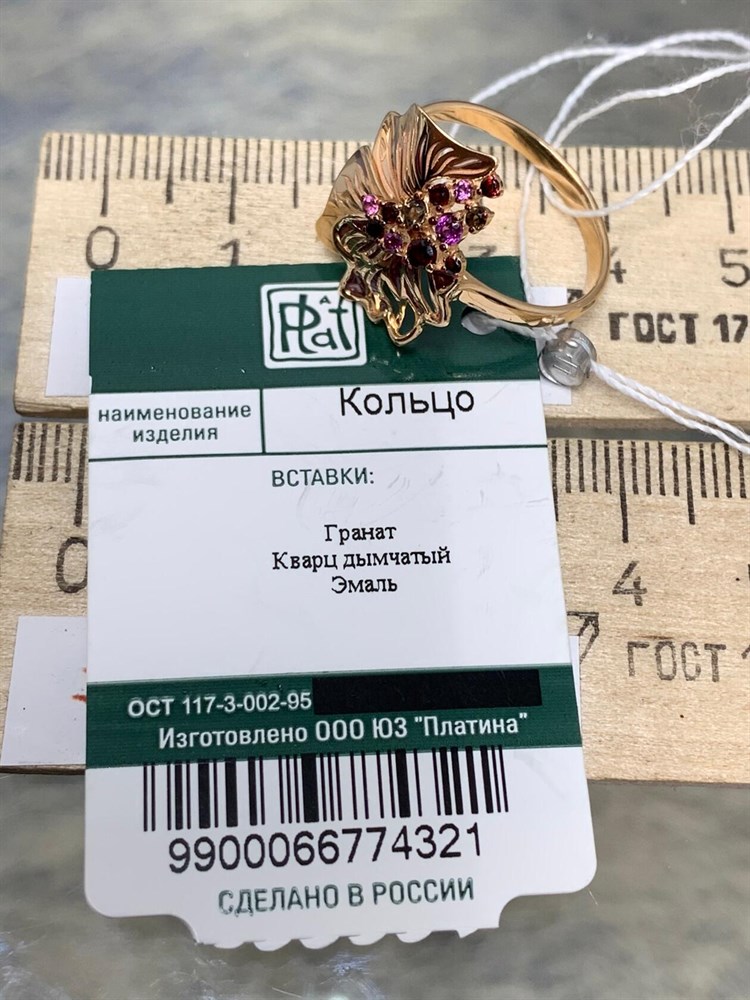 0 1 3 4 5
ГОСТ 17
Plat
наименование
изделия
Кольцо
ВСТАВКИ:
Гранат
Кварц дымчатый
Эмаль
0 4
ГОСТ 1
ОСТ 117-3-002-95
Изготовлено ООО ЮЗ "Платина"
9900066774321
СДЕЛАНО В РОССИИ